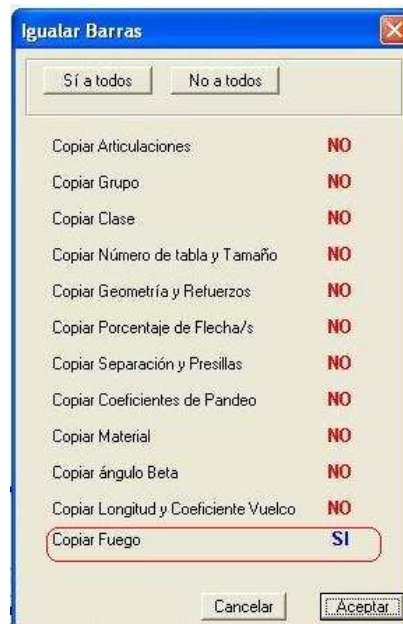 Igualar Barras
Sí a todos No a todos
Copiar Articulaciones NO
Copiar Grupo NO
Copiar Clase NO
Copiar Número de tabla y Tamaño NO
Copiar Geometría y Refuerzos NO
Copiar Porcentaje de Flecha/s NO
Copiar Separación y Presillas NO
Copiar Coeficientes de Pandeo NO
Copiar Material NO
Copiar ángulo Beta NO
Copiar Longitud y Coeficiente Vuelco NO
Copiar Fuego SI
Cancelar Aceptar